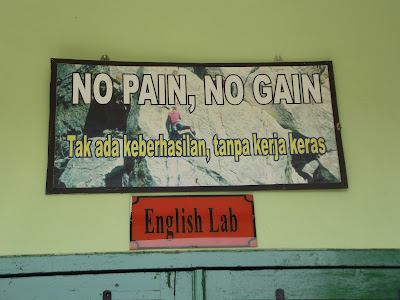 NO PAIN, NO GAIN
Tak ada keberhasilan, tanpa kerja keras
English Lab